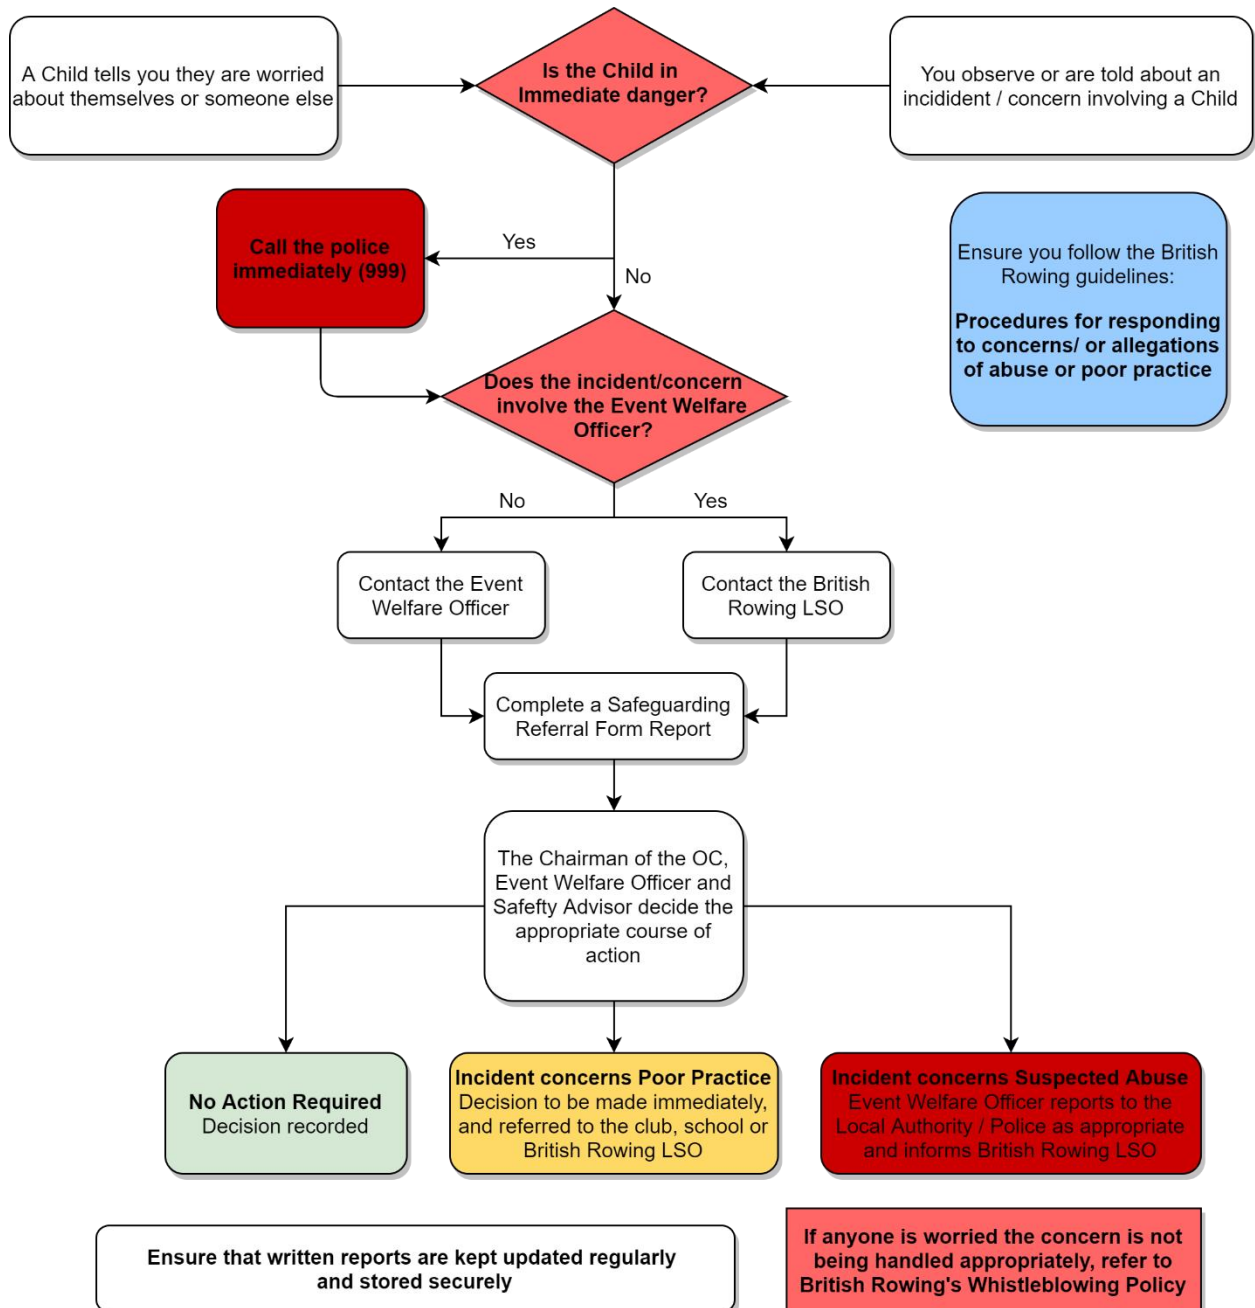 A Child tells you they are worried
about themselves or someone else
Is the Child in
Immediate danger?
You observe or are told about an
incidident / concern involving a Child
Call the police
immediately (999)
Yes
No
Ensure you follow the British
Rowing guidelines:
Procedures for responding
to concerns/ or allegations
of abuse or poor practice
Does the incident/concern
involve the Event Welfare
Officer?
No
Yes
Contact the Event
Welfare Officer
Contact the British
Rowing LSO
Complete a Safeguarding
Referral Form Report
The Chairman of the OC,
Event Welfare Officer and
Safefty Advisor decide the
appropriate course of
action
No Action Required
Decision recorded
Incident concerns Poor Practice
Decision to be made immediately,
and referred to the club, school or
British Rowing LSO
Incident concerns Suspected Abuse
Event Welfare Officer reports to the
Local Authority / Police as appropriate
and informs British Rowing LSO
Ensure that written reports are kept updated regularly
and stored securely
If anyone is worried the concern is not
being handled appropriately, refer to
British Rowing's Whistleblowing Policy